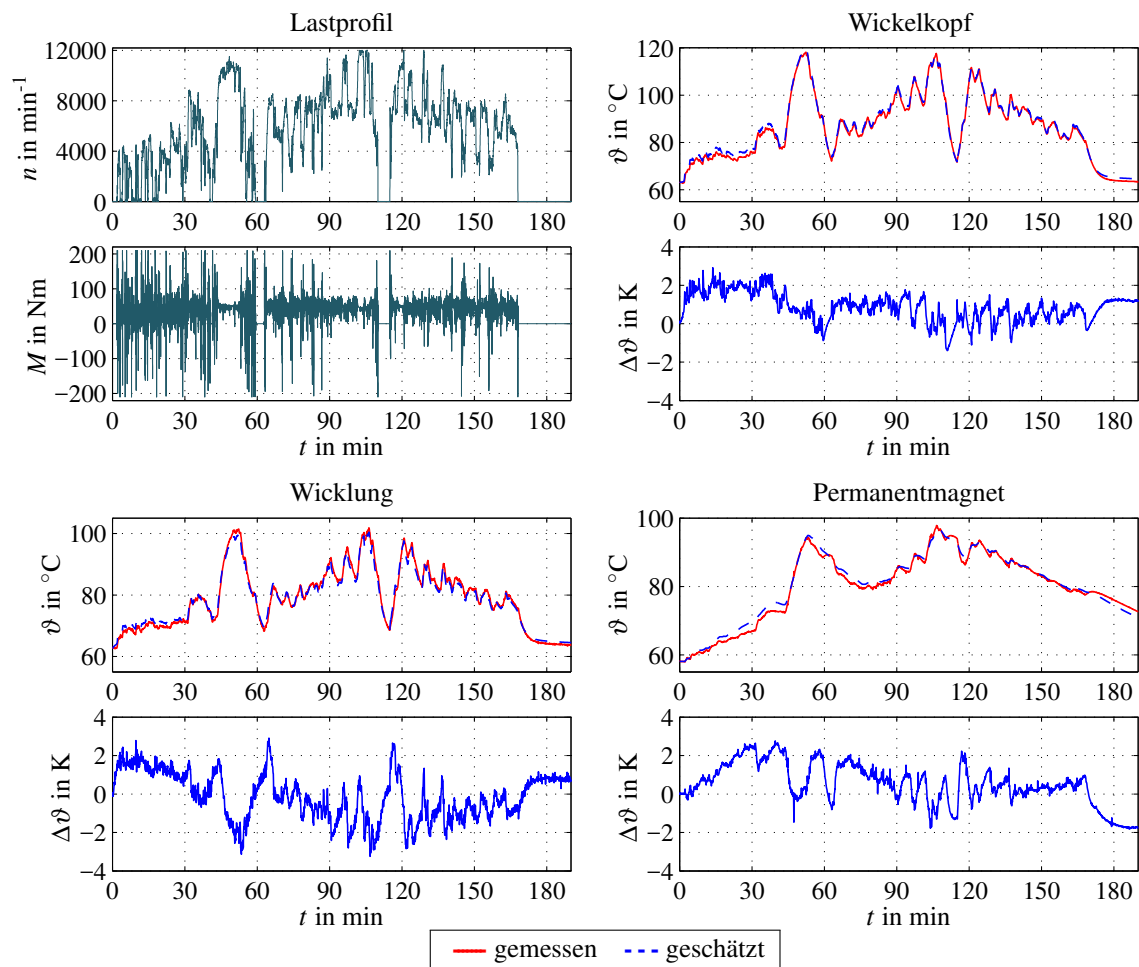 Lastprofil
12000
8000
4000
0
n in min-1
0 30 60 90 120 150 180
200
100
0
−100
−200
M in Nm
0 30 60 90 120 150 180
t in min
Wickelkopf
120
100
80
60
ϑ in °C
0 30 60 90 120 150 180
4
2
0
−2
−4
Δϑ in K
0 30 60 90 120 150 180
t in min
Wicklung
100
80
60
ϑ in °C
0 30 60 90 120 150 180
4
2
0
−2
−4
Δϑ in K
0 30 60 90 120 150 180
t in min
Permanentmagnet
100
80
60
ϑ in °C
0 30 60 90 120 150 180
4
2
0
−2
−4
Δϑ in K
0 30 60 90 120 150 180
t in min
gemessen geschätzt